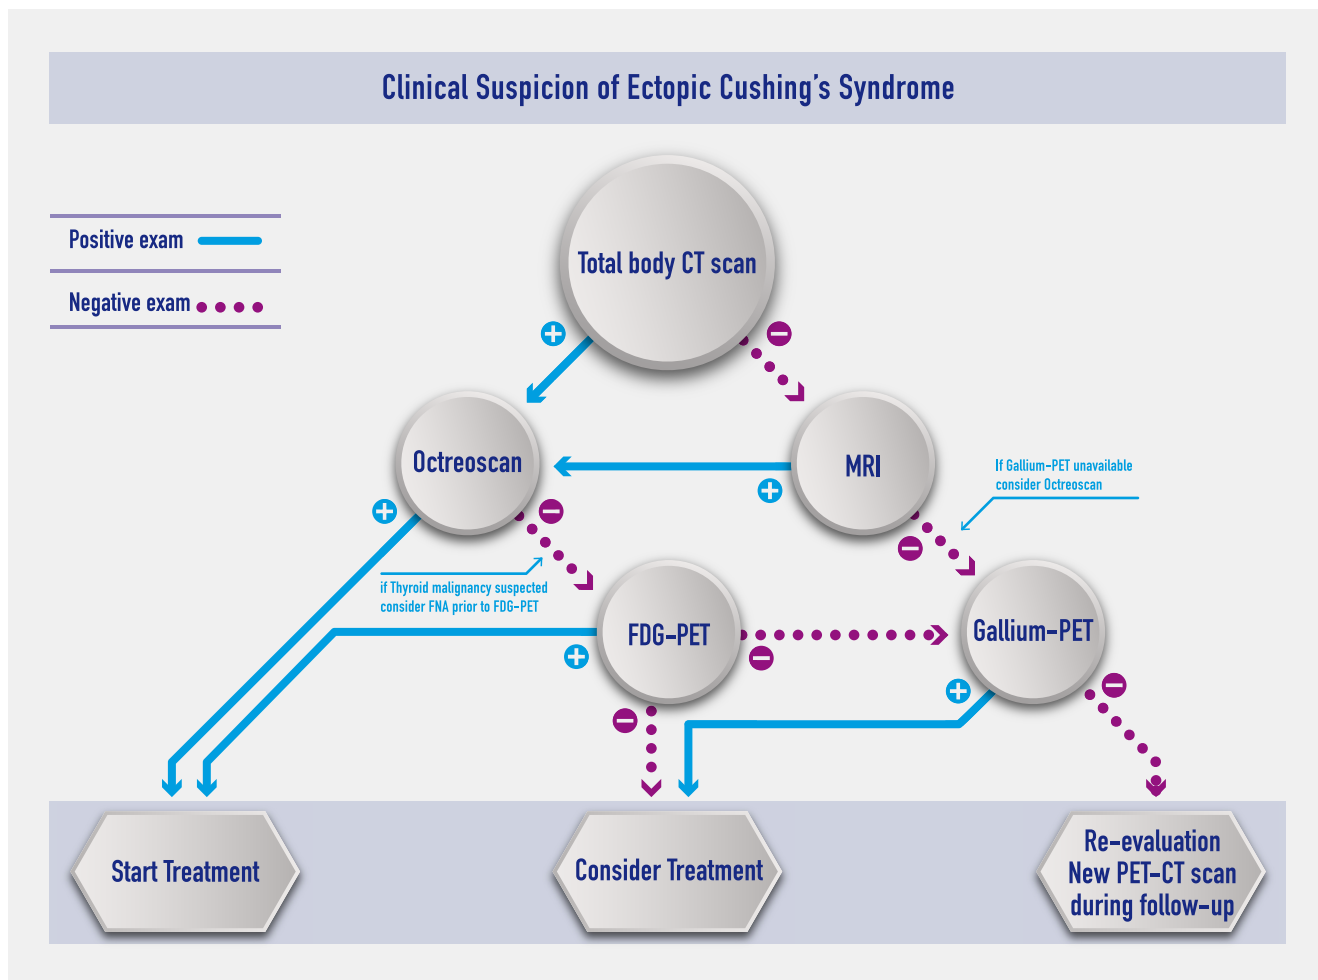 Clinical Suspicion of Ectopic Cushing's Syndrome
Positive exam
Negative exam
Total body CT scan
Octreoscan
MRI
If Gallium-PET unavailable
consider Octreoscan
if Thyroid malignancy suspected
consider FNA prior to FDG-PET
FDG-PET
Gallium-PET
Start Treatment
Consider Treatment
Re-evaluation
New PET-CT scan
during follow-up